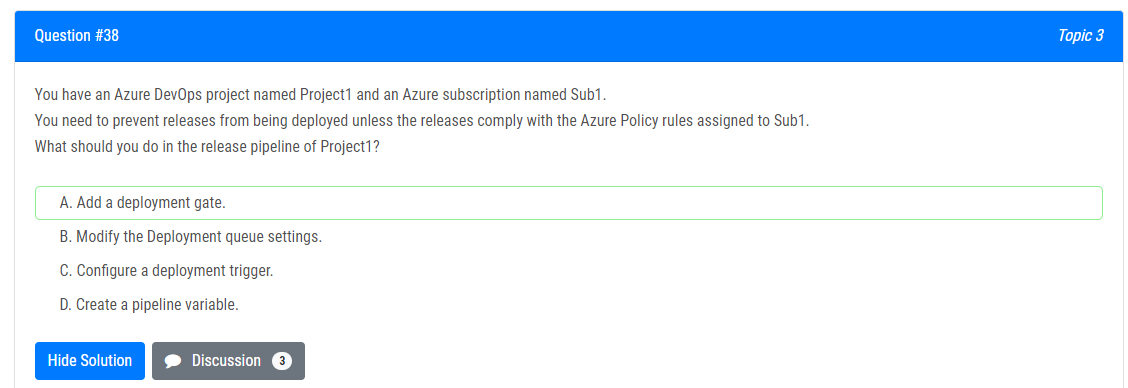 Question #38
Topic 3
You have an Azure DevOps project named Project1 and an Azure subscription named Sub1.
You need to prevent releases from being deployed unless the releases comply with the Azure Policy rules assigned to Sub1.
What should you do in the release pipeline of Project1?
A. Add a deployment gate.
B. Modify the Deployment queue settings.
C. Configure a deployment trigger.
D. Create a pipeline variable.
Hide Solution
Discussion 3